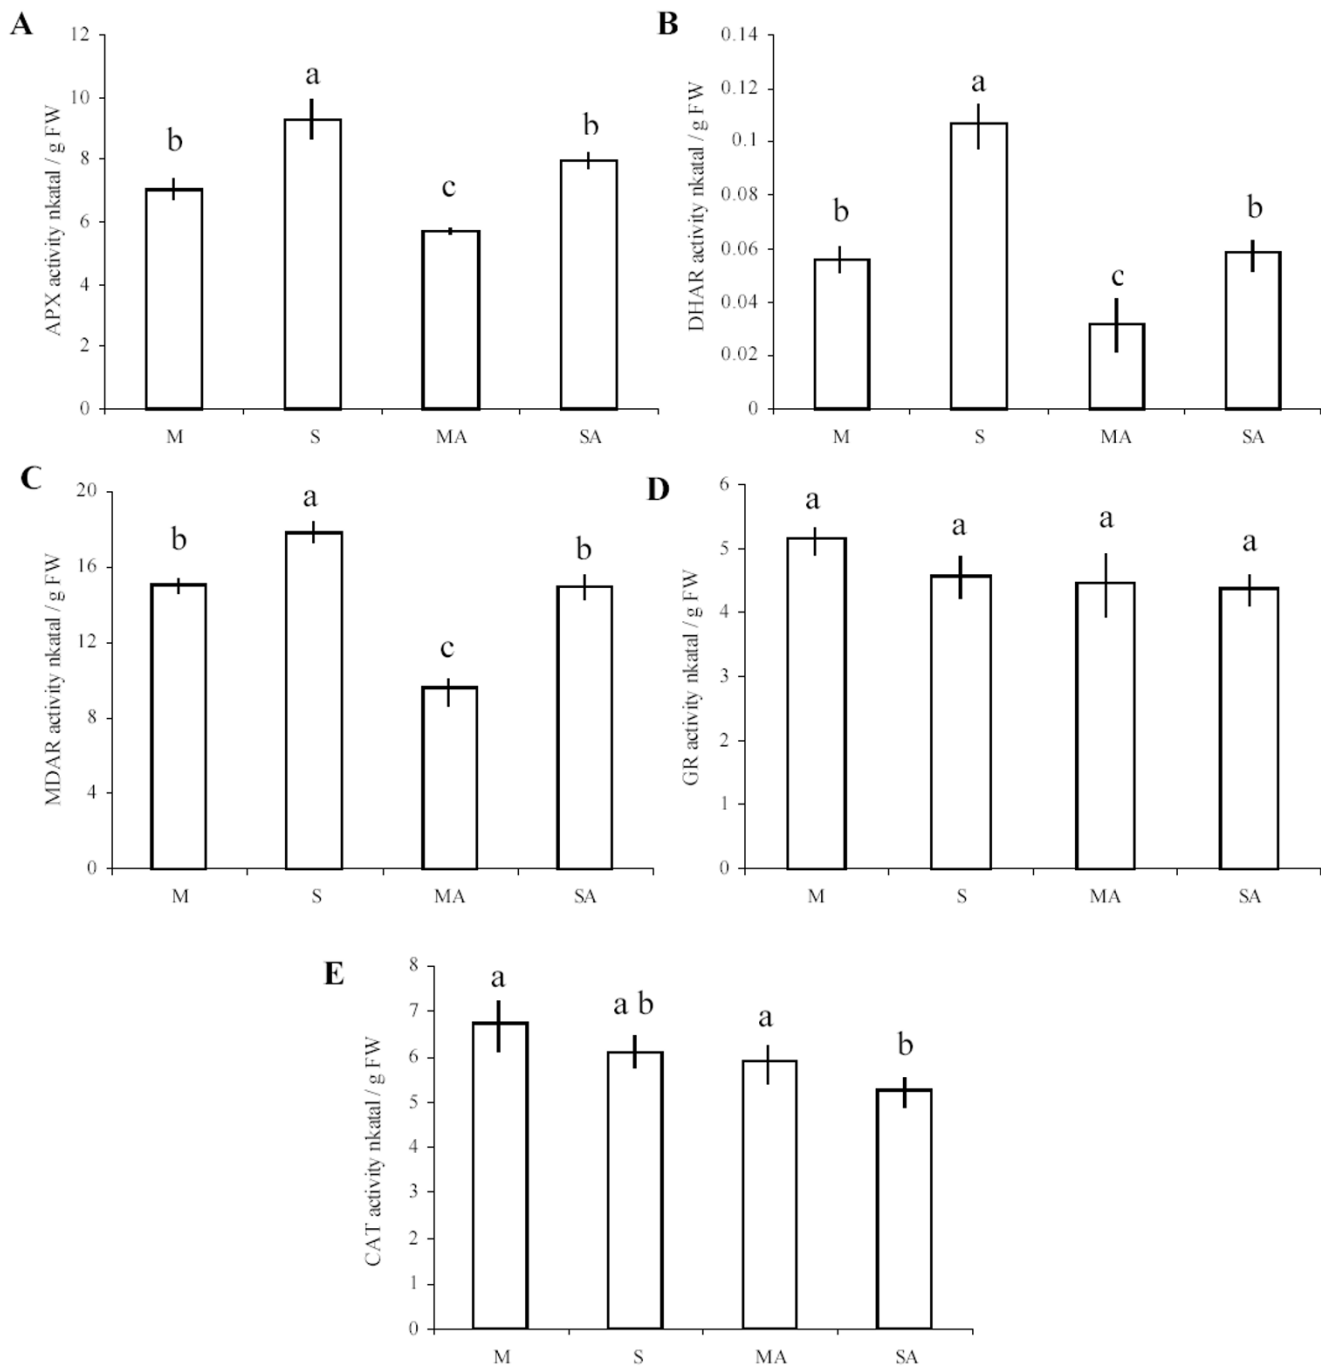 A
APX activity nkatal / g FW
12
10
8
6
4
2
0
b
a
c
b
M S MA SA
B
DHAR activity nkatal / g FW
0.14
0.12
0.1
0.08
0.06
0.04
0.02
0
b
a
c
b
M S MA SA
C
MDAR activity nkatal / g FW
20
16
12
8
4
0
b
a
c
b
M S MA SA
D
GR activity nkatal / g FW
6
5
4
3
2
1
0
a
a
a
a
M S MA SA
E
CAT activity nkatal / g FW
8
7
6
5
4
3
2
1
0
a
a b
a
b
M S MA SA